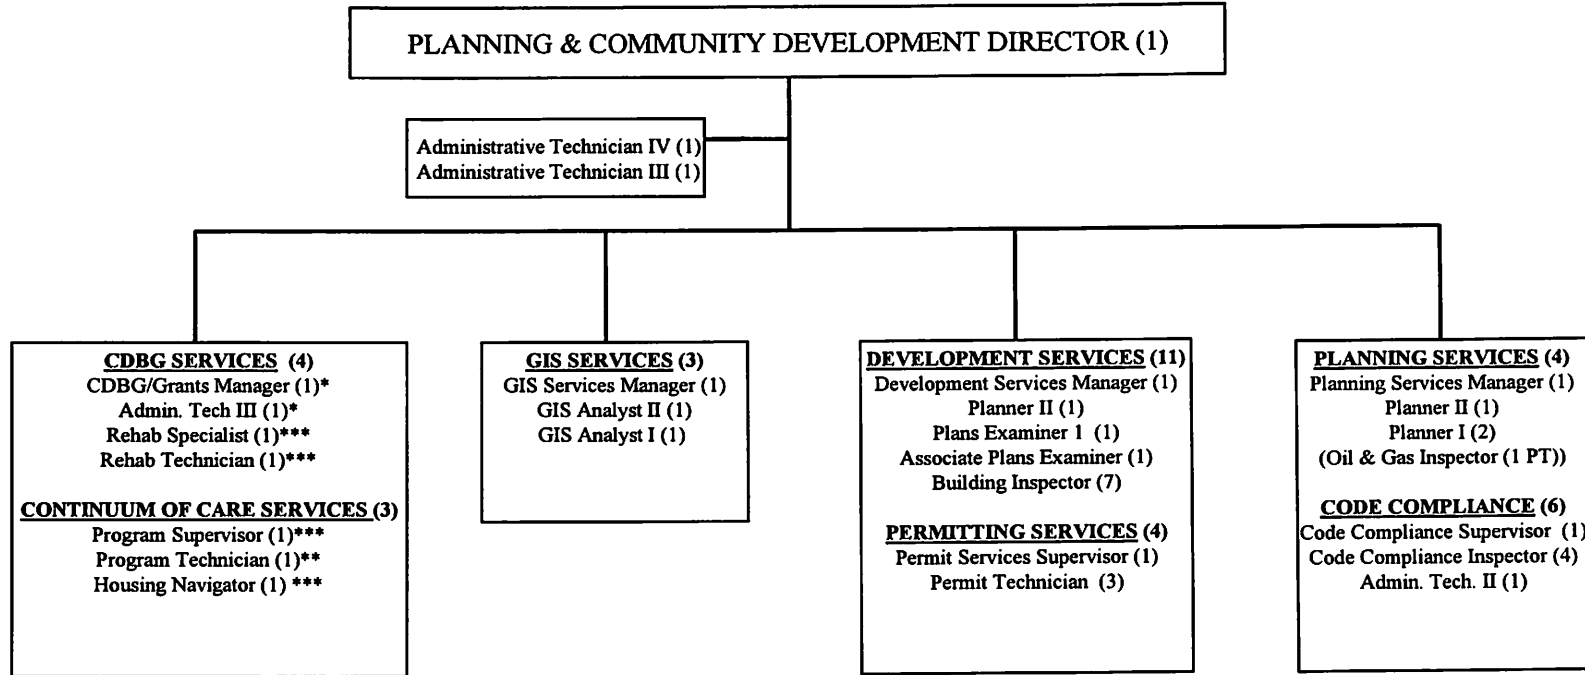 PLANNING & COMMUNITY DEVELOPMENT DIRECTOR (1)
Administrative Technician IV (1)
Administrative Technician III (1)
CDBG SERVICES (4)
CDBG/Grants Manager (1)*
Admin. Tech III (1)*
Rehab Specialist (1)***
Rehab Technician (1)***
CONTINUUM OF CARE SERVICES (3)
Program Supervisor (1)***
Program Technician (1)**
Housing Navigator (1) ***
GIS SERVICES (3)
GIS Services Manager (1)
GIS Analyst II (1)
GIS Analyst I (1)
DEVELOPMENT SERVICES (11)
Development Services Manager (1)
Planner II (1)
Plans Examiner 1 (1)
Associate Plans Examiner (1)
Building Inspector (7)
PERMITTING SERVICES (4)
Permit Services Supervisor (1)
Permit Technician (3)
PLANNING SERVICES (4)
Planning Services Manager (1)
Planner II (1)
Planner I (2)
(Oil & Gas Inspector (1 PT))
CODE COMPLIANCE (6)
Code Compliance Supervisor (1)
Code Compliance Inspector (4)
Admin. Tech. II (1)